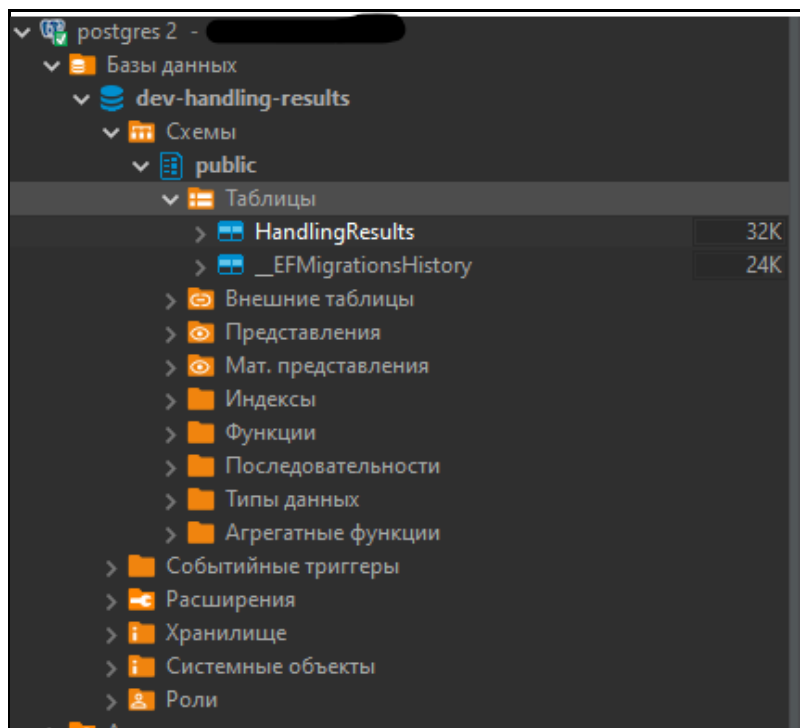 postgres 2 -
Базы данных
dev-handling-results
Схемы
public
Таблицы
HandlingResults 32K
__EFMigrationsHistory 24K
Внешние таблицы
Представления
Мат. представления
Индексы
Функции
Последовательности
Типы данных
Агрегатные функции
Событийные триггеры
Расширения
Хранилище
Системные объекты
Роли